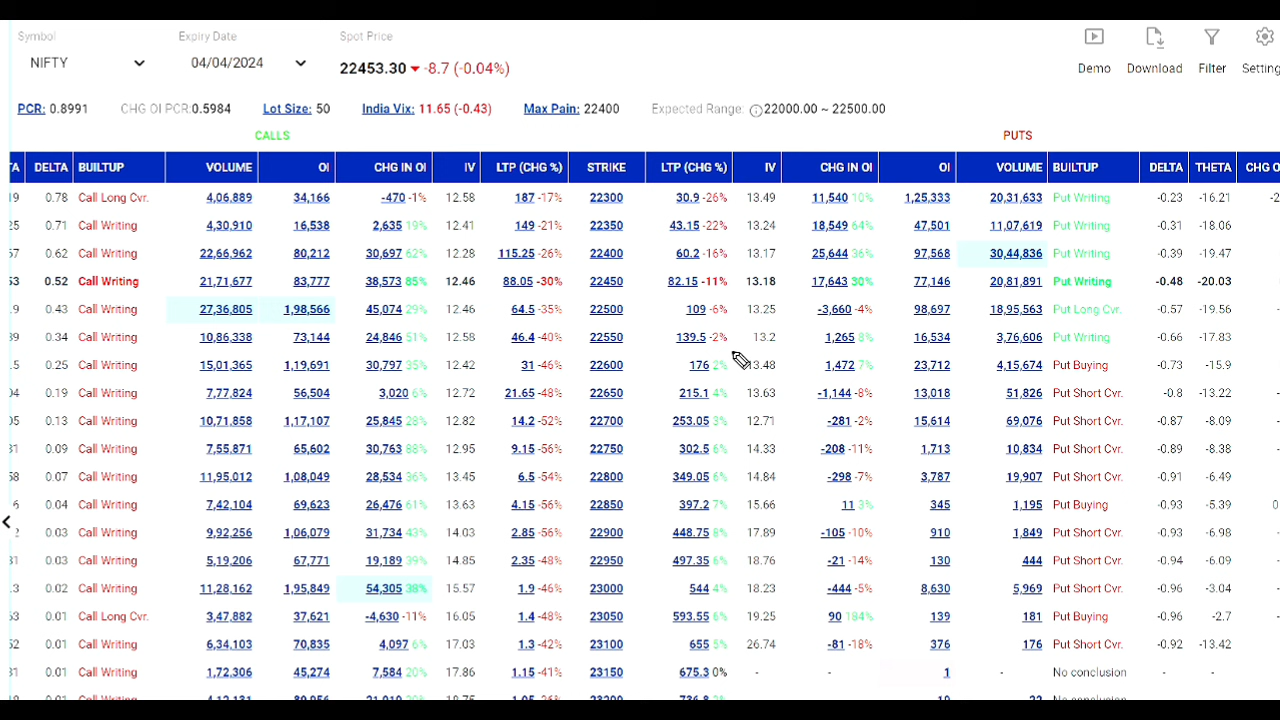 Symbol Expiry Date Spot Price
NIFTY 04/04/2024 22453.30 -8.7 (-0.04%) Demo Download Filter Setting
PCR: 0.8991 CHG OI PCR:0.5984 Lot Size: 50 India Vix: 11.65 (-0.43) Max Pain: 22400 Expected Range: 22000.00 ~ 22500.00
CALLS PUTS
DELTA BUILTUP VOLUME OI CHG IN OI IV LTP (CHG %) STRIKE LTP (CHG %) IV CHG IN OI OI VOLUME BUILTUP DELTA THETA CHG O
0.78 Call Long Cvr. 4,06,889 34,166 -470 -1% 12.58 187 -17% 22300 30.9 -26% 13.49 11,540 10% 1,25,333 20,31,633 Put Writing -0.23 -16.21
0.71 Call Writing 4,30,910 16,538 2,635 19% 12.41 149 -21% 22350 43.15 -22% 13.24 18,549 64% 47,501 11,07,619 Put Writing -0.31 -18.06
0.62 Call Writing 22,66,962 80,212 30,697 62% 12.28 115.25 -26% 22400 60.2 -16% 13.17 25,644 36% 97,568 30,44,836 Put Writing -0.39 -19.47
0.52 Call Writing 21,71,677 83,777 38,573 85% 12.46 88.05 -30% 22450 82.15 -11% 13.18 17,643 30% 77,146 20,81,891 Put Writing -0.48 -20.03
0.43 Call Writing 27,36,805 1,98,566 45,074 29% 12.46 64.5 -35% 22500 109 -6% 13.25 -3,660 -4% 98,697 18,95,563 Put Long Cvr. -0.57 -19.56
0.34 Call Writing 10,86,338 73,144 24,846 51% 12.58 46.4 -40% 22550 139.5 -2% 13.2 1,265 8% 16,534 3,76,606 Put Writing -0.66 -17.83
0.25 Call Writing 15,01,365 1,19,691 30,797 35% 12.42 31 -46% 22600 176 2% 13.48 1,472 7% 23,712 4,15,674 Put Buying -0.73 -15.9
0.19 Call Writing 7,77,824 56,504 3,020 6% 12.72 21.65 -48% 22650 215.1 4% 13.63 -1,144 -8% 13,018 51,826 Put Short Cvr. -0.8 -13.22
0.13 Call Writing 10,71,858 1,17,107 25,845 28% 12.82 14.2 -52% 22700 253.05 3% 12.71 -281 -2% 15,614 69,076 Put Short Cvr. -0.87 -8.09
0.09 Call Writing 7,55,871 65,602 30,763 88% 12.95 9.15 -56% 22750 302.5 6% 14.33 -208 -11% 1,713 10,834 Put Short Cvr. -0.89 -8.38
0.07 Call Writing 11,95,012 1,08,049 28,534 36% 13.45 6.5 -54% 22800 349.05 6% 14.84 -298 -7% 3,787 19,907 Put Short Cvr. -0.91 -6.49
0.04 Call Writing 7,42,104 69,623 26,476 61% 13.63 4.15 -56% 22850 397.2 7% 15.66 11 3% 345 1,195 Put Buying -0.93 -5.39
0.03 Call Writing 9,92,256 1,06,079 31,734 43% 14.03 2.85 -56% 22900 448.75 8% 17.89 -105 -10% 910 1,849 Put Short Cvr. -0.93 -6.98
0.03 Call Writing 5,19,206 67,771 19,189 39% 14.85 2.35 -48% 22950 497.35 6% 18.76 -21 -14% 130 444 Put Short Cvr. -0.94 -6.09
0.02 Call Writing 11,28,162 1,95,849 54,305 38% 15.57 1.9 -46% 23000 544 4% 18.23 -444 -5% 8,630 5,969 Put Short Cvr. -0.96 -3.04
0.01 Call Long Cvr. 3,47,882 37,621 -4,630 -11% 16.05 1.4 -48% 23050 593.55 6% 19.25 90 184% 139 181 Put Buying -0.96 -2.7
0.01 Call Writing 6,34,103 70,835 4,097 6% 17.03 1.3 -42% 23100 655 5% 26.74 -81 -18% 376 176 Put Short Cvr. -0.92 -13.42
0.01 Call Writing 1,72,306 45,274 7,584 20% 17.86 1.15 -41% 23150 675.3 0% - - 1 - No conclusion - -